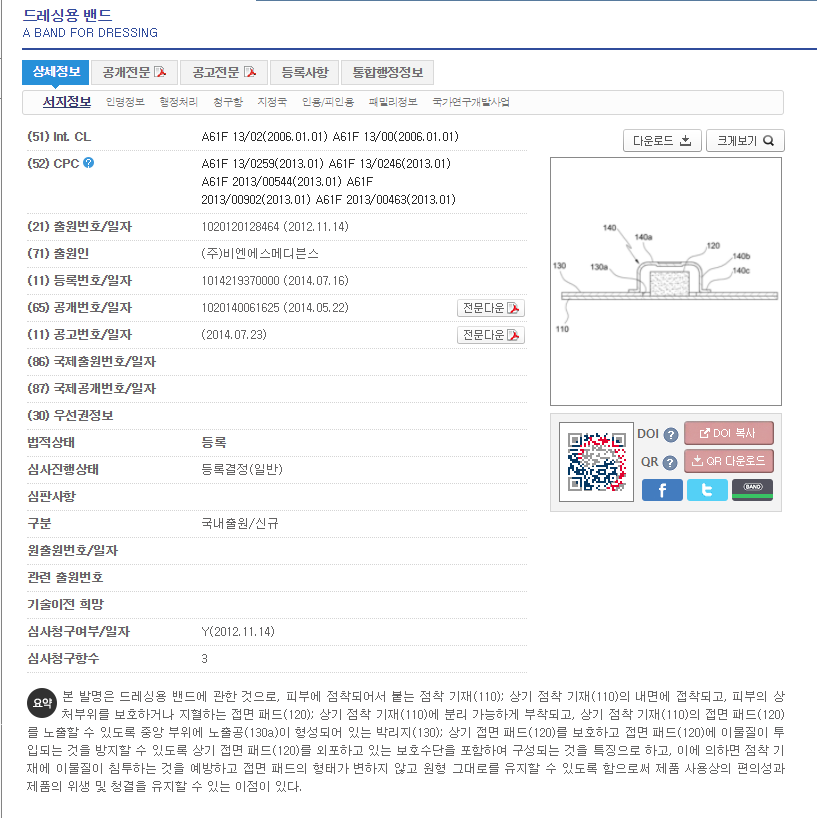 드레싱용 밴드
A BAND FOR DRESSING
상세정보 공개전문 공고전문 등록사항 통합행정정보
서지정보 인명정보 행정처리 청구항 지정국 인용/피인용 패밀리정보 국가연구개발사업
다운로드 크게보기
(51) Int. CL A61F 13/02(2006.01.01) A61F 13/00(2006.01.01)
(52) CPC ? A61F 13/0259(2013.01) A61F 13/0246(2013.01)
A61F 2013/00544(2013.01) A61F
2013/00902(2013.01) A61F 2013/00463(2013.01)
(21) 출원번호/일자 1020120128464 (2012.11.14)
(71) 출원인 (주)비엔에스메디븐스
(11) 등록번호/일자 1014219370000 (2014.07.16)
(65) 공개번호/일자 1020140061625 (2014.05.22) 전문다운
(11) 공고번호/일자 (2014.07.23) 전문다운
(86) 국제출원번호/일자
(87) 국제공개번호/일자
(30) 우선권정보
법적상태 등록
심사진행상태 등록결정(일반)
심판사항
구분 국내출원/신규
원출원번호/일자
관련 출원번호
기술이전 희망
심사청구여부/일자 Y(2012.11.14)
심사청구항수 3
140
140a
120
140b
130
130a
140c
110
DOI ? DOI 복사
QR ? QR 다운로드
f t BAND
요약 본 발명은 드레싱용 밴드에 관한 것으로, 피부에 점착되어서 붙는 점착 기재(110); 상기 점착 기재(110)의 내면에 접착되고, 피부의 상
처부위를 보호하거나 지혈하는 접면 패드(120); 상기 점착 기재(110)에 분리 가능하게 부착되고, 상기 점착 기재(110)의 접면 패드(120)
를 노출할 수 있도록 중앙 부위에 노출공(130a)이 형성되어 있는 박리지(130); 상기 접면 패드(120)를 보호하고 접면 패드(120)에 이물질이 투
입되는 것을 방지할 수 있도록 상기 접면 패드(120)를 외포하고 있는 보호수단을 포함하여 구성되는 것을 특징으로 하고, 이에 의하면 점착 기
재에 이물질이 침투하는 것을 예방하고 접면 패드의 형태가 변하지 않고 원형 그대로를 유지할 수 있도록 함으로써 제품 사용상의 편의성과
제품의 위생 및 청결을 유지할 수 있는 이점이 있다.